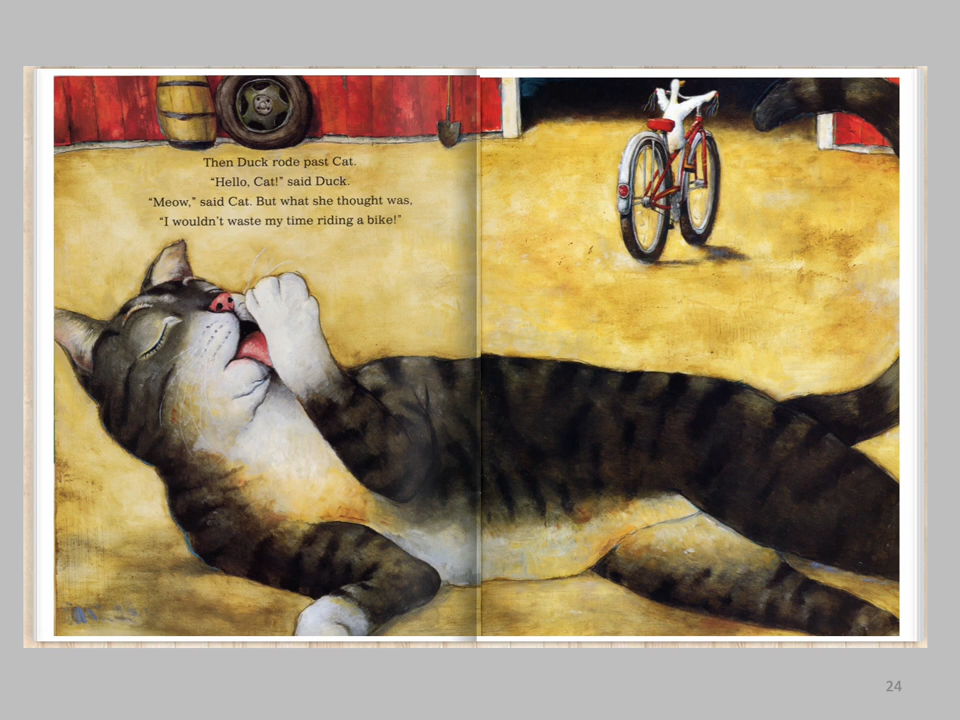 Then Duck rode past Cat.
“Hello, Cat!” said Duck.
“Meow,” said Cat. But what she thought was,
“I wouldn’t waste my time riding a bike!”
24